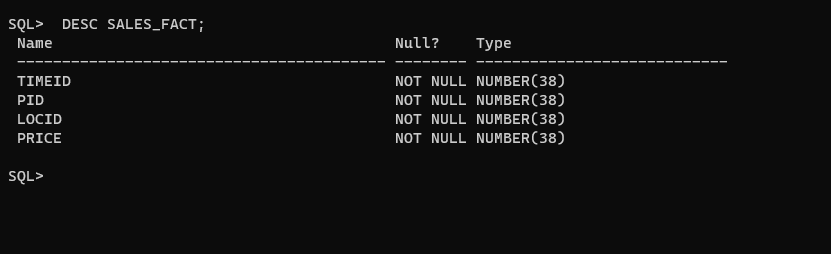 SQL>  DESC SALES_FACT;
 Name                                      Null?    Type
 ----------------------------------------- -------- ----------------------------
 TIMEID                                    NOT NULL NUMBER(38)
 PID                                       NOT NULL NUMBER(38)
 LOCID                                     NOT NULL NUMBER(38)
 PRICE                                     NOT NULL NUMBER(38)
SQL>